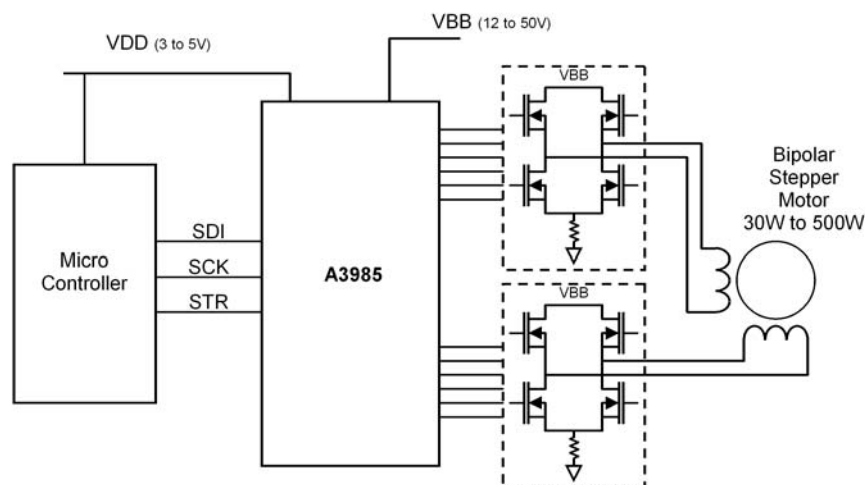 VDD (3 to 5V)
VBB (12 to 50V)
VBB
Bipolar
Stepper
Motor
30W to 500W
SDI
SCK
STR
Micro
Controller
A3985
VBB